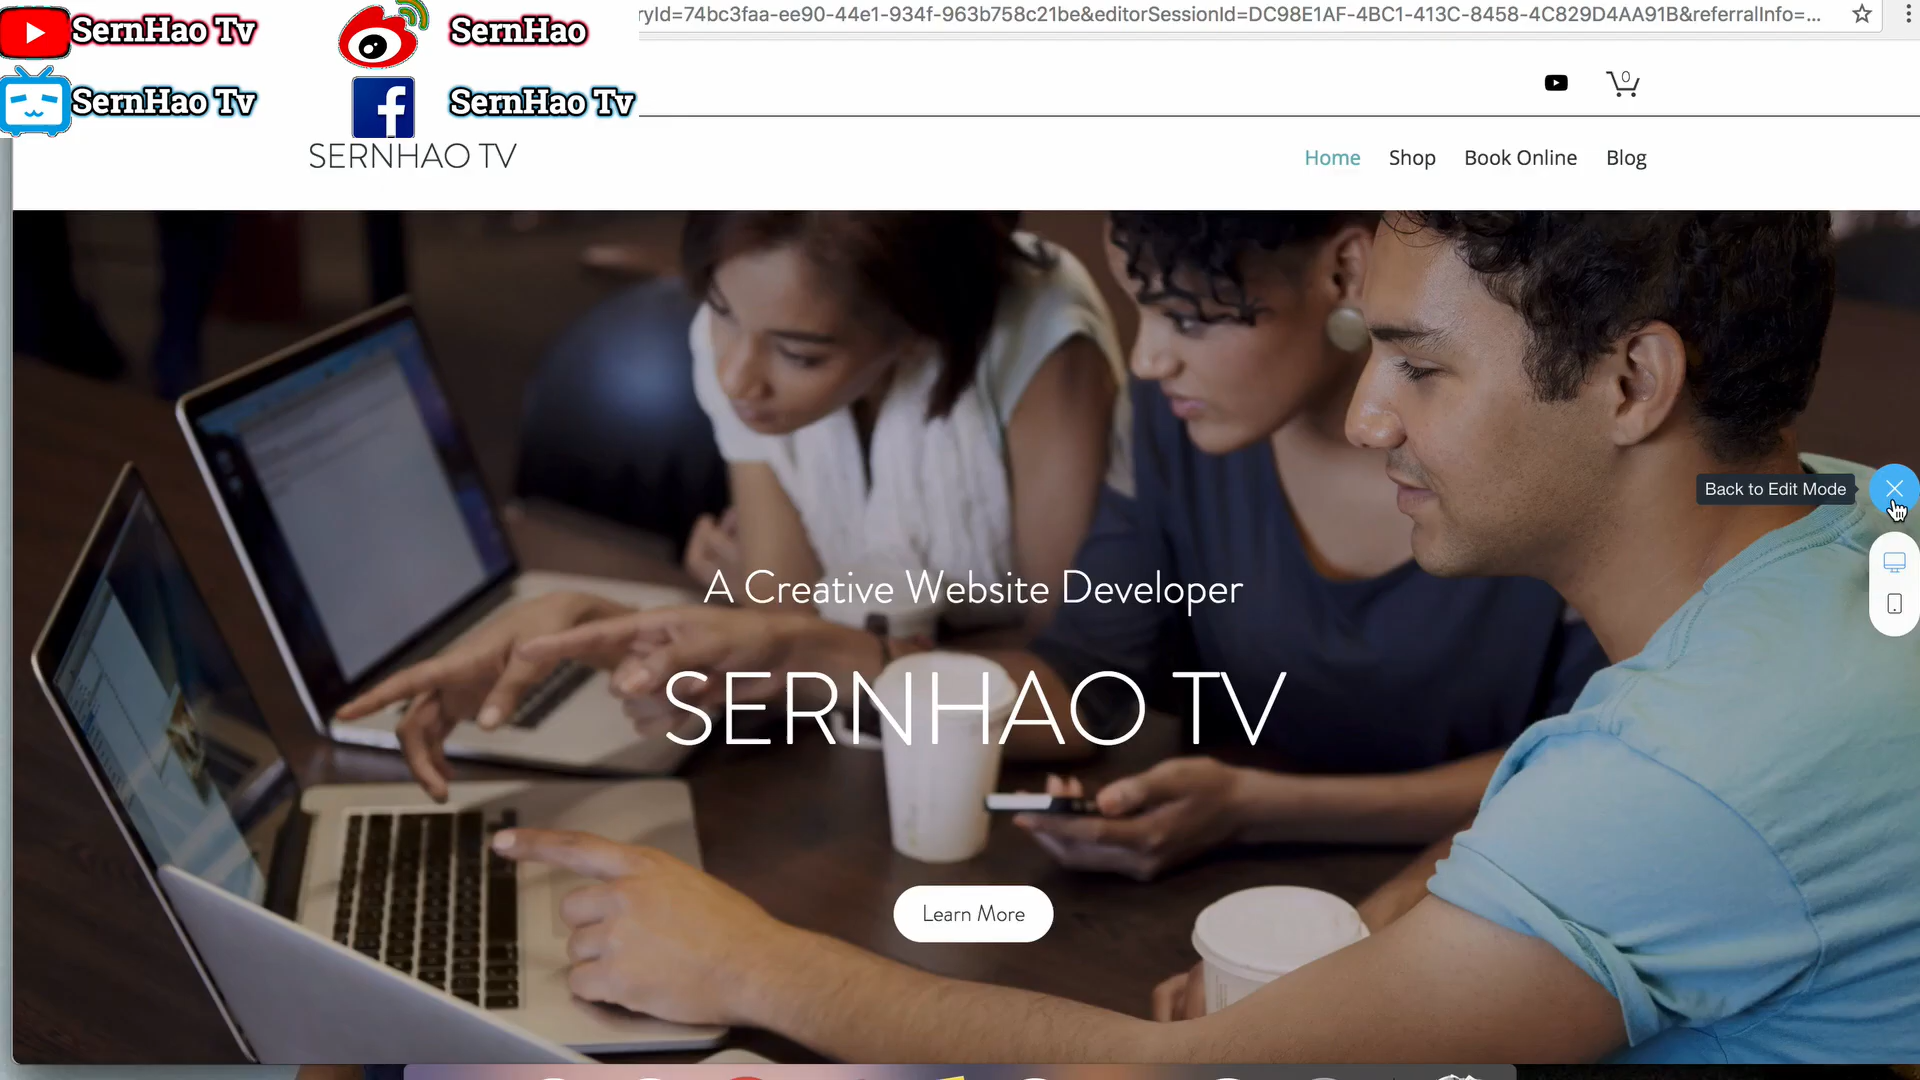 SernHao Tv
SernHao
SernHao Tv
SernHao Tv
ryId=74bc3faa-ee90-44e1-934f-963b758c21be&editorSessionId=DC98E1AF-4BC1-413C-8458-4C829D4AA91B&referralInfo=...
0
SERNHAO TV
Home Shop Book Online Blog
Back to Edit Mode
A Creative Website Developer
SERNHAO TV
Learn More